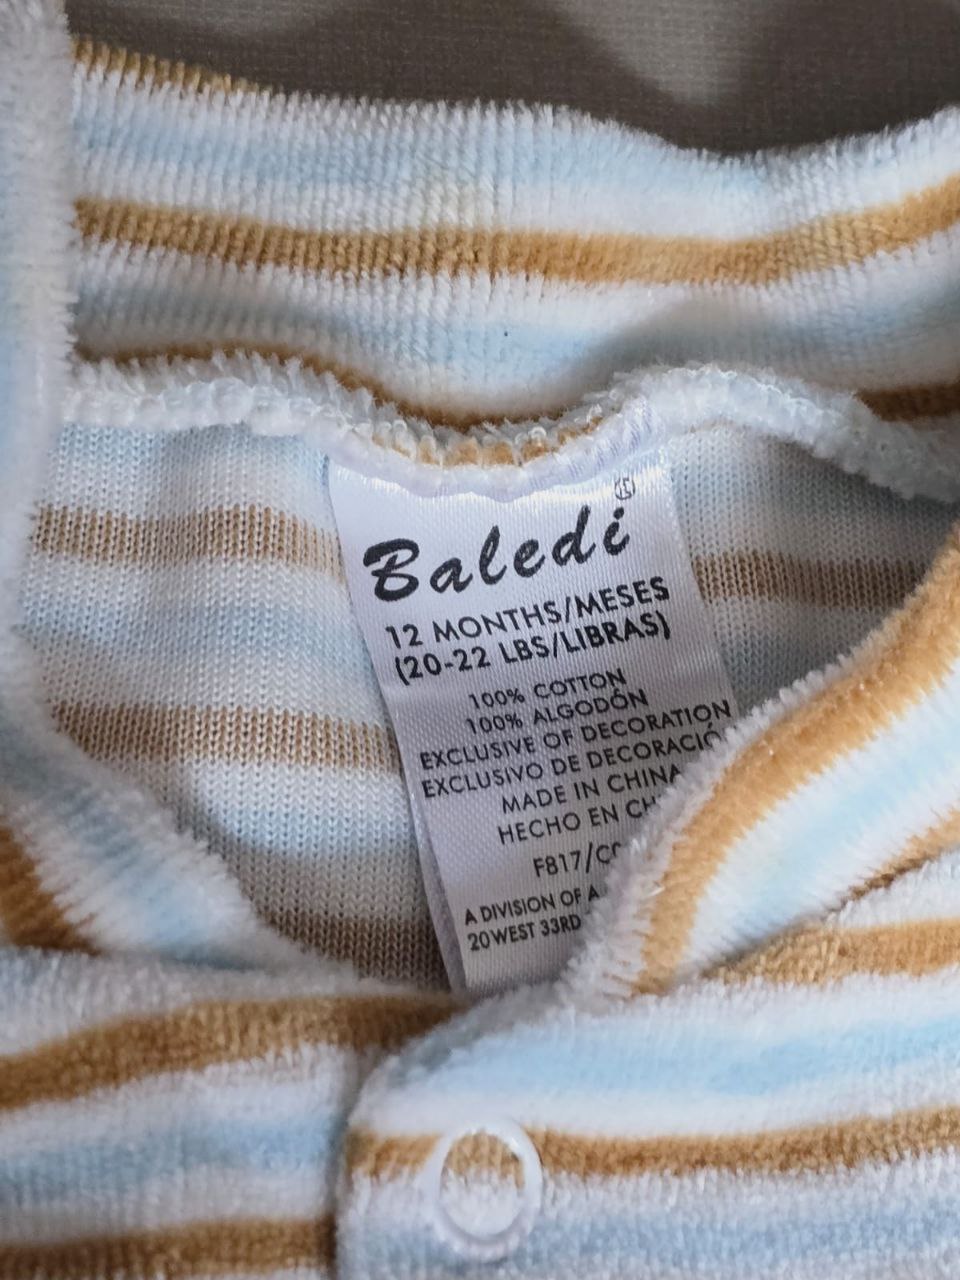 Baledi®
12 MONTHS/MESES
(20-22 LBS/LIBRAS)
100% COTTON
100% ALGODÓN
EXCLUSIVE OF DECORATION
EXCLUSIVO DE DECORACIÓ
MADE IN CHINA
HECHO EN CH
F817/
A DIVISION OF A
20 WEST 33RD